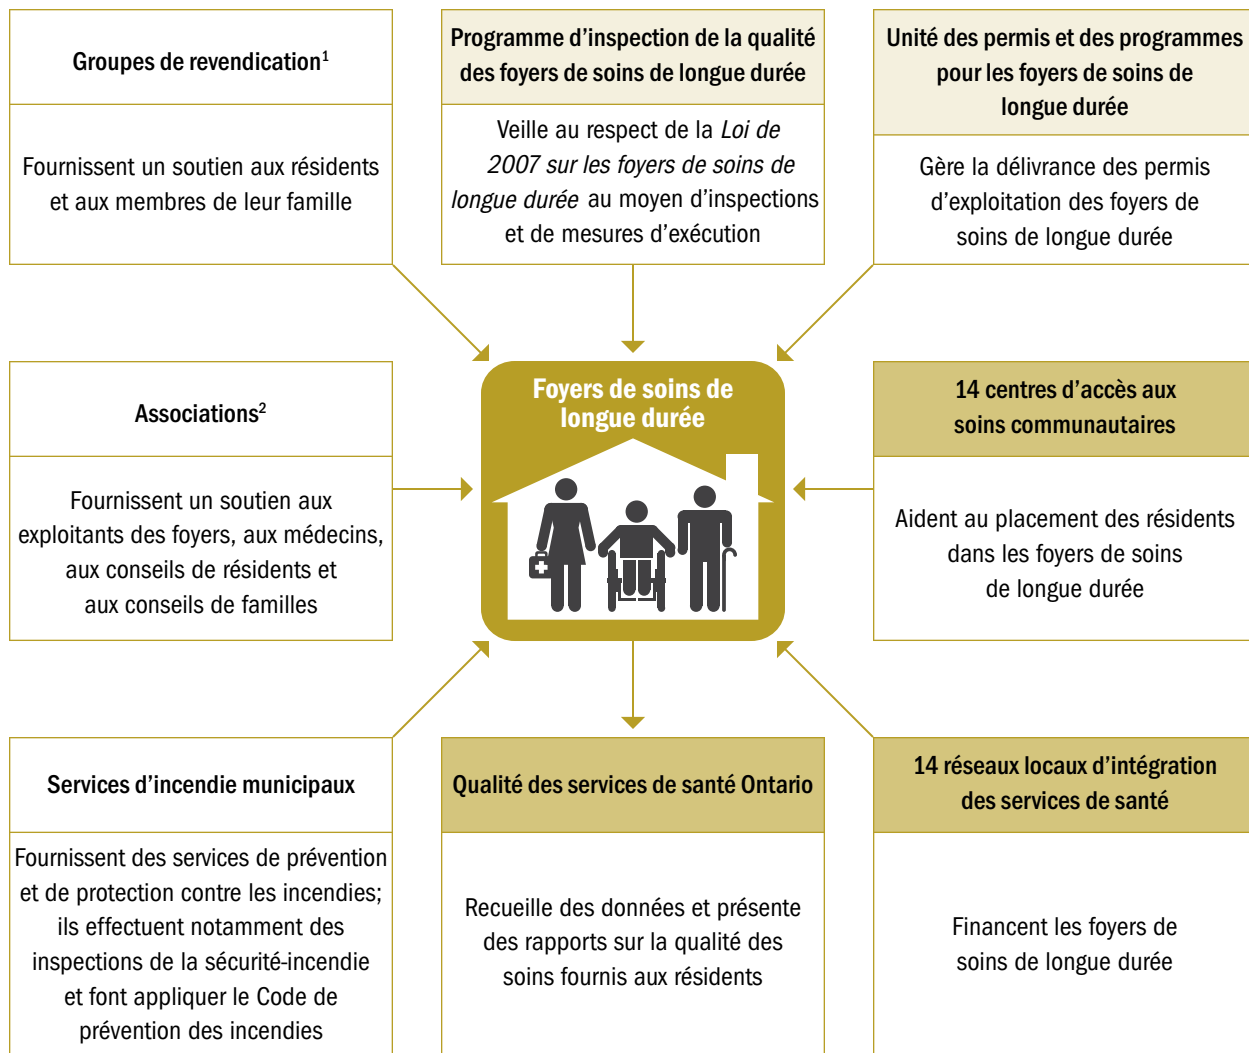 Groupes de revendication¹
Fournissent un soutien aux résidents
et aux membres de leur famille
Programme d’inspection de la qualité
des foyers de soins de longue durée
Veille au respect de la Loi de
2007 sur les foyers de soins de
longue durée au moyen d’inspections
et de mesures d’exécution
Unité des permis et des programmes
pour les foyers de soins de
longue durée
Gère la délivrance des permis
d’exploitation des foyers de
soins de longue durée
Associations²
Fournissent un soutien aux
exploitants des foyers, aux médecins,
aux conseils de résidents et
aux conseils de familles
Foyers de soins de
longue durée
14 centres d’accès aux
soins communautaires
Aident au placement des résidents
dans les foyers de soins
de longue durée
Services d’incendie municipaux
Fournissent des services de prévention
et de protection contre les incendies;
ils effectuent notamment des
inspections de la sécurité-incendie
et font appliquer le Code de
prévention des incendies
Qualité des services de santé Ontario
Recueille des données et présente
des rapports sur la qualité des
soins fournis aux résidents
14 réseaux locaux d’intégration
des services de santé
Financent les foyers de
soins de longue durée